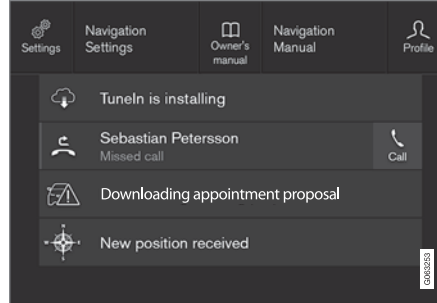 Settings
Navigation
Settings
Owner's
manual
Navigation
Manual
Profile
TuneIn is installing
Sebastian Petersson
Missed call
Call
Downloading appointment proposal
New position received
G063253